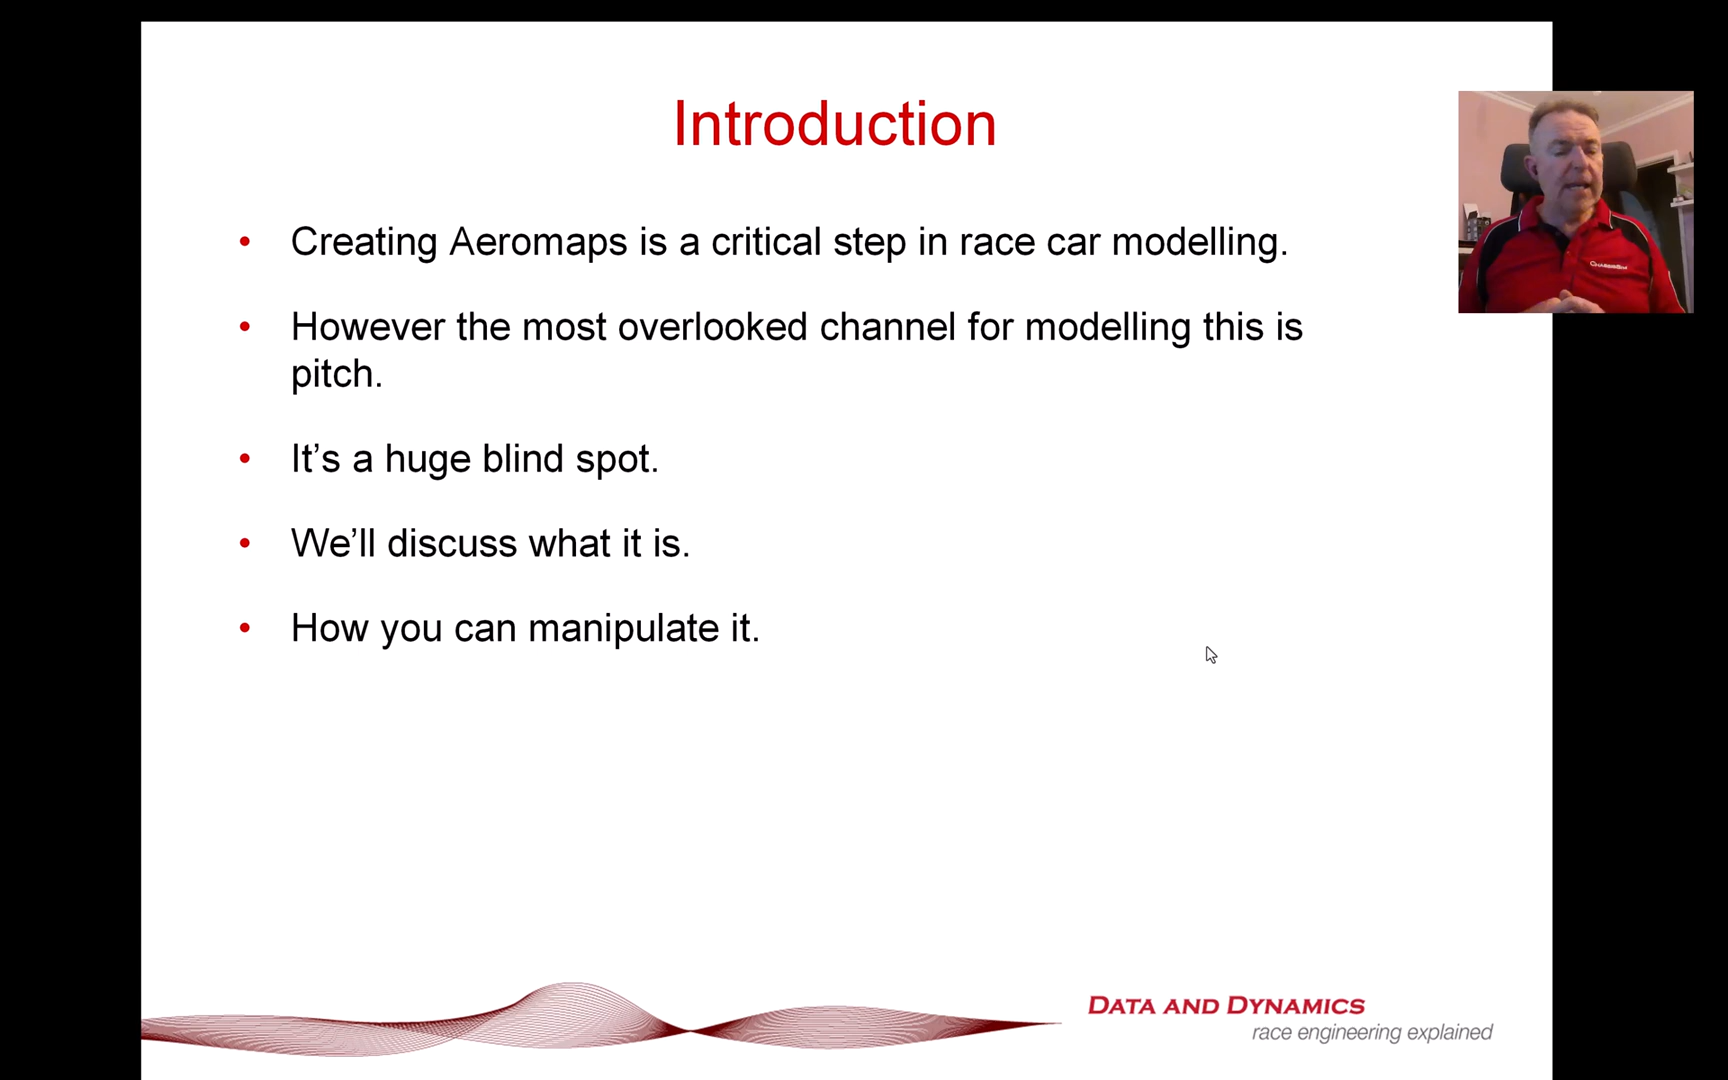 Introduction
• Creating Aeromaps is a critical step in race car modelling.
• However the most overlooked channel for modelling this is
pitch.
• It’s a huge blind spot.
• We’ll discuss what it is.
• How you can manipulate it.
DATA AND DYNAMICS
race engineering explained